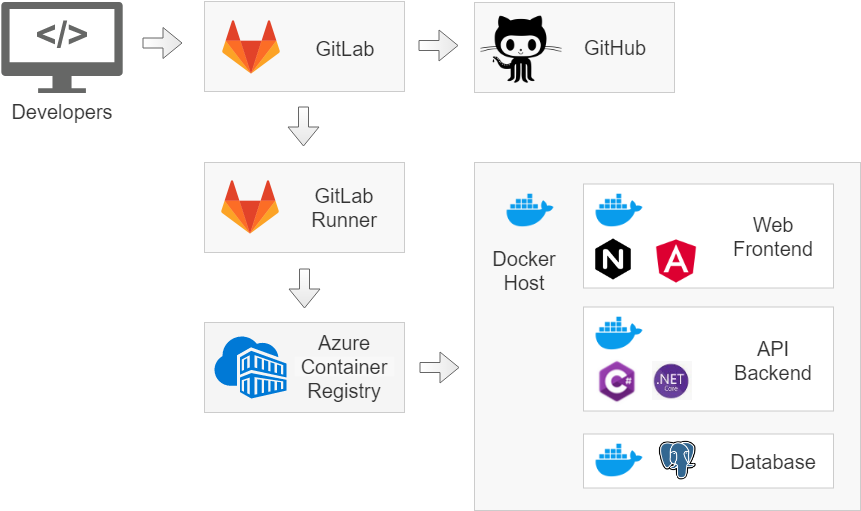 </>
Developers
GitLab
GitHub
GitLab
Runner
Azure
Container
Registry
Docker
Host
Web
Frontend
N
A
API
Backend
C#
.NET
Core
Database